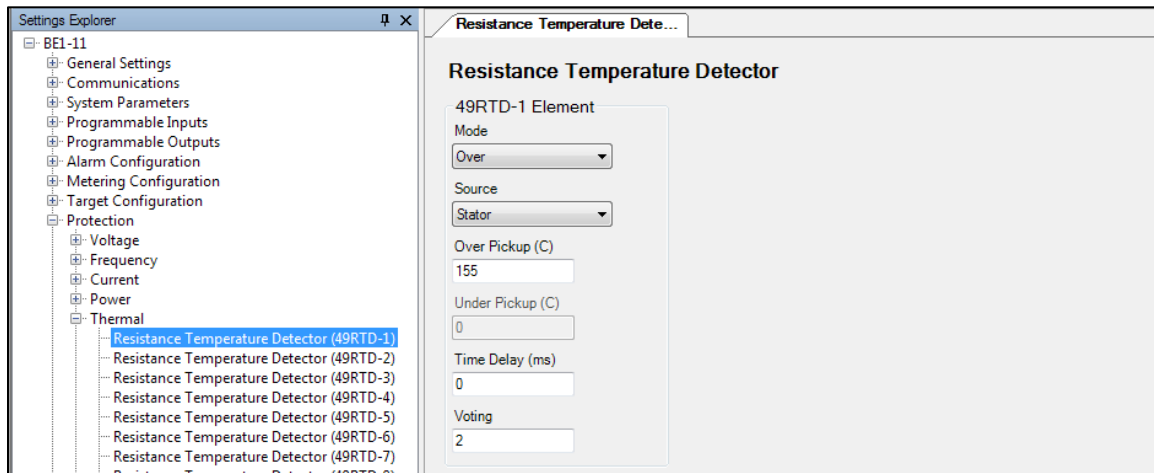 Settings Explorer
BE1-11
General Settings
Communications
System Parameters
Programmable Inputs
Programmable Outputs
Alarm Configuration
Metering Configuration
Target Configuration
Protection
Voltage
Frequency
Current
Power
Thermal
Resistance Temperature Detector (49RTD-1)
Resistance Temperature Detector (49RTD-2)
Resistance Temperature Detector (49RTD-3)
Resistance Temperature Detector (49RTD-4)
Resistance Temperature Detector (49RTD-5)
Resistance Temperature Detector (49RTD-6)
Resistance Temperature Detector (49RTD-7)
Resistance Temperature Dete...
Resistance Temperature Detector
49RTD-1 Element
Mode
Over
Source
Stator
Over Pickup (C)
155
Under Pickup (C)
0
Time Delay (ms)
0
Voting
2